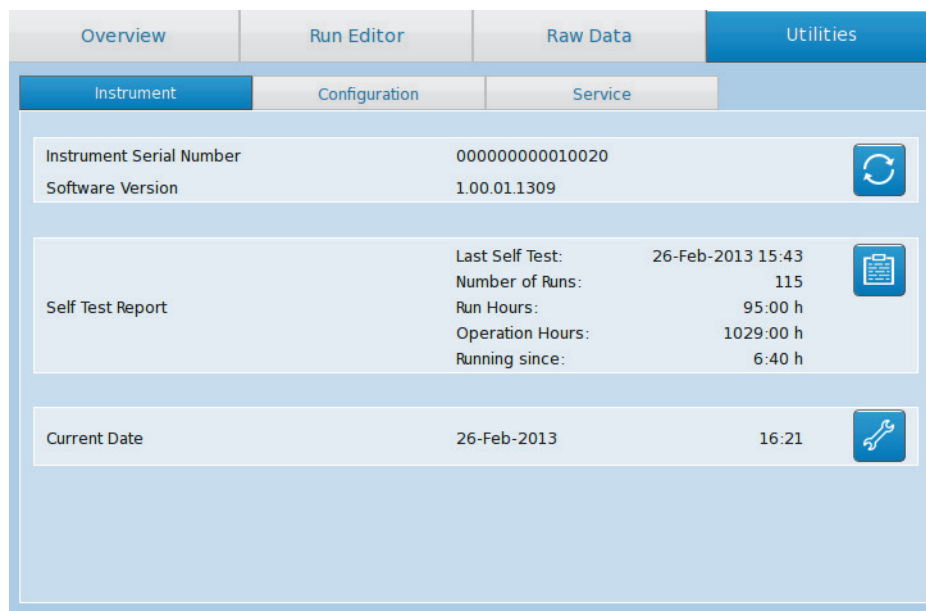 Overview Run Editor Raw Data Utilities
Instrument Configuration Service
Instrument Serial Number 000000000010020
Software Version 1.00.01.1309
Last Self Test: 26-Feb-2013 15:43
Number of Runs: 115
Self Test Report Run Hours: 95:00 h
Operation Hours: 1029:00 h
Running since: 6:40 h
Current Date 26-Feb-2013 16:21